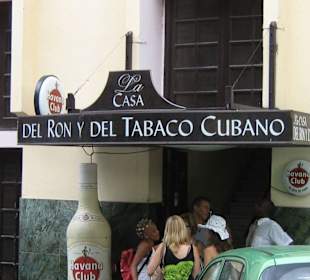 La
CASA
DEL RON Y DEL TABACO CUBANO
Havana
Club
Havana
Club
Havana
Club